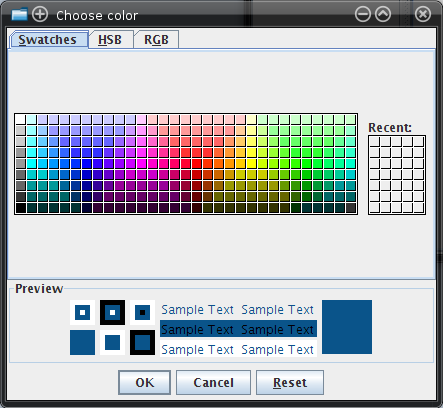 Choose color
Swatches HSB RGB
Recent:
Preview
Sample Text Sample Text
Sample Text Sample Text
Sample Text Sample Text
OK Cancel Reset